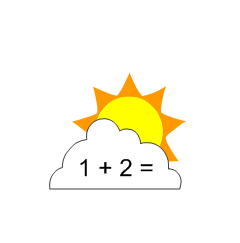 1 + 2 =